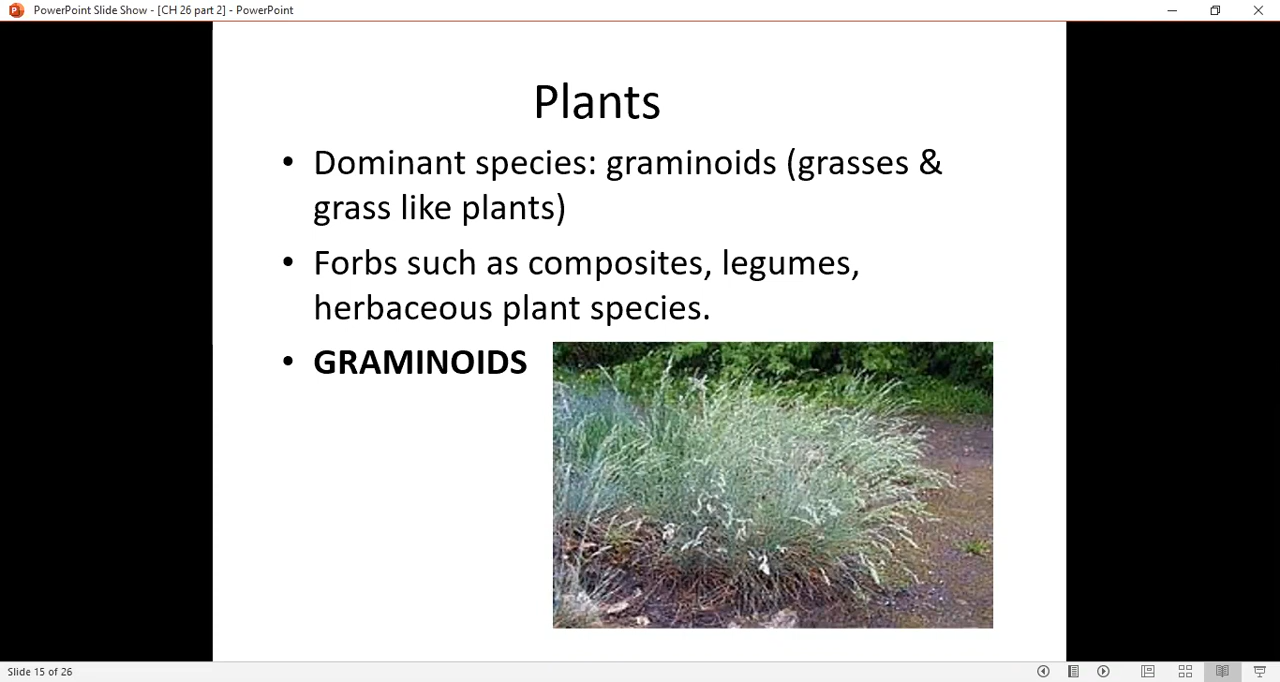 PowerPoint Slide Show - [CH 26 part 2] - PowerPoint
Plants
• Dominant species: graminoids (grasses &
grass like plants)
• Forbs such as composites, legumes,
herbaceous plant species.
• GRAMINOIDS
Slide 15 of 26